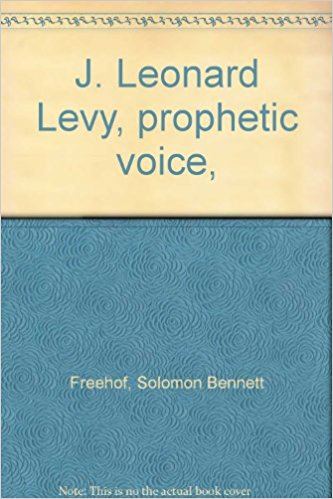 J. Leonard
Levy, prophetic
voice,
Freehof, Solomon Bennett
Note: This is no the actual book cover